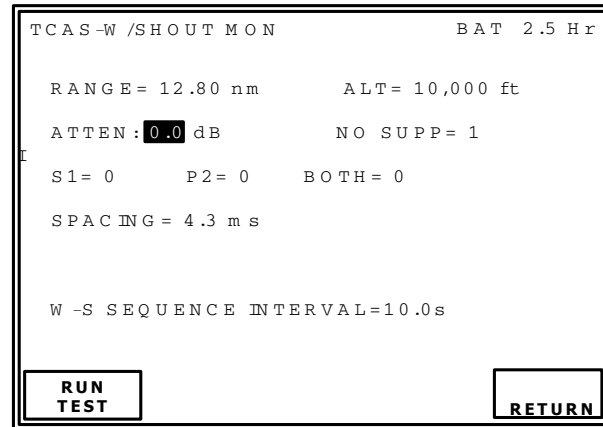 TCAS-W/SHOUT MON BAT 2.5 Hr
RANGE= 12.80 nm ALT= 10,000 ft
ATTEN: 0.0 dB NO SUPP= 1
I
S1= 0 P2= 0 BOTH= 0
SPACING= 4.3 ms
W-S SEQUENCE INTERVAL=10.0s
RUN
TEST
RETURN